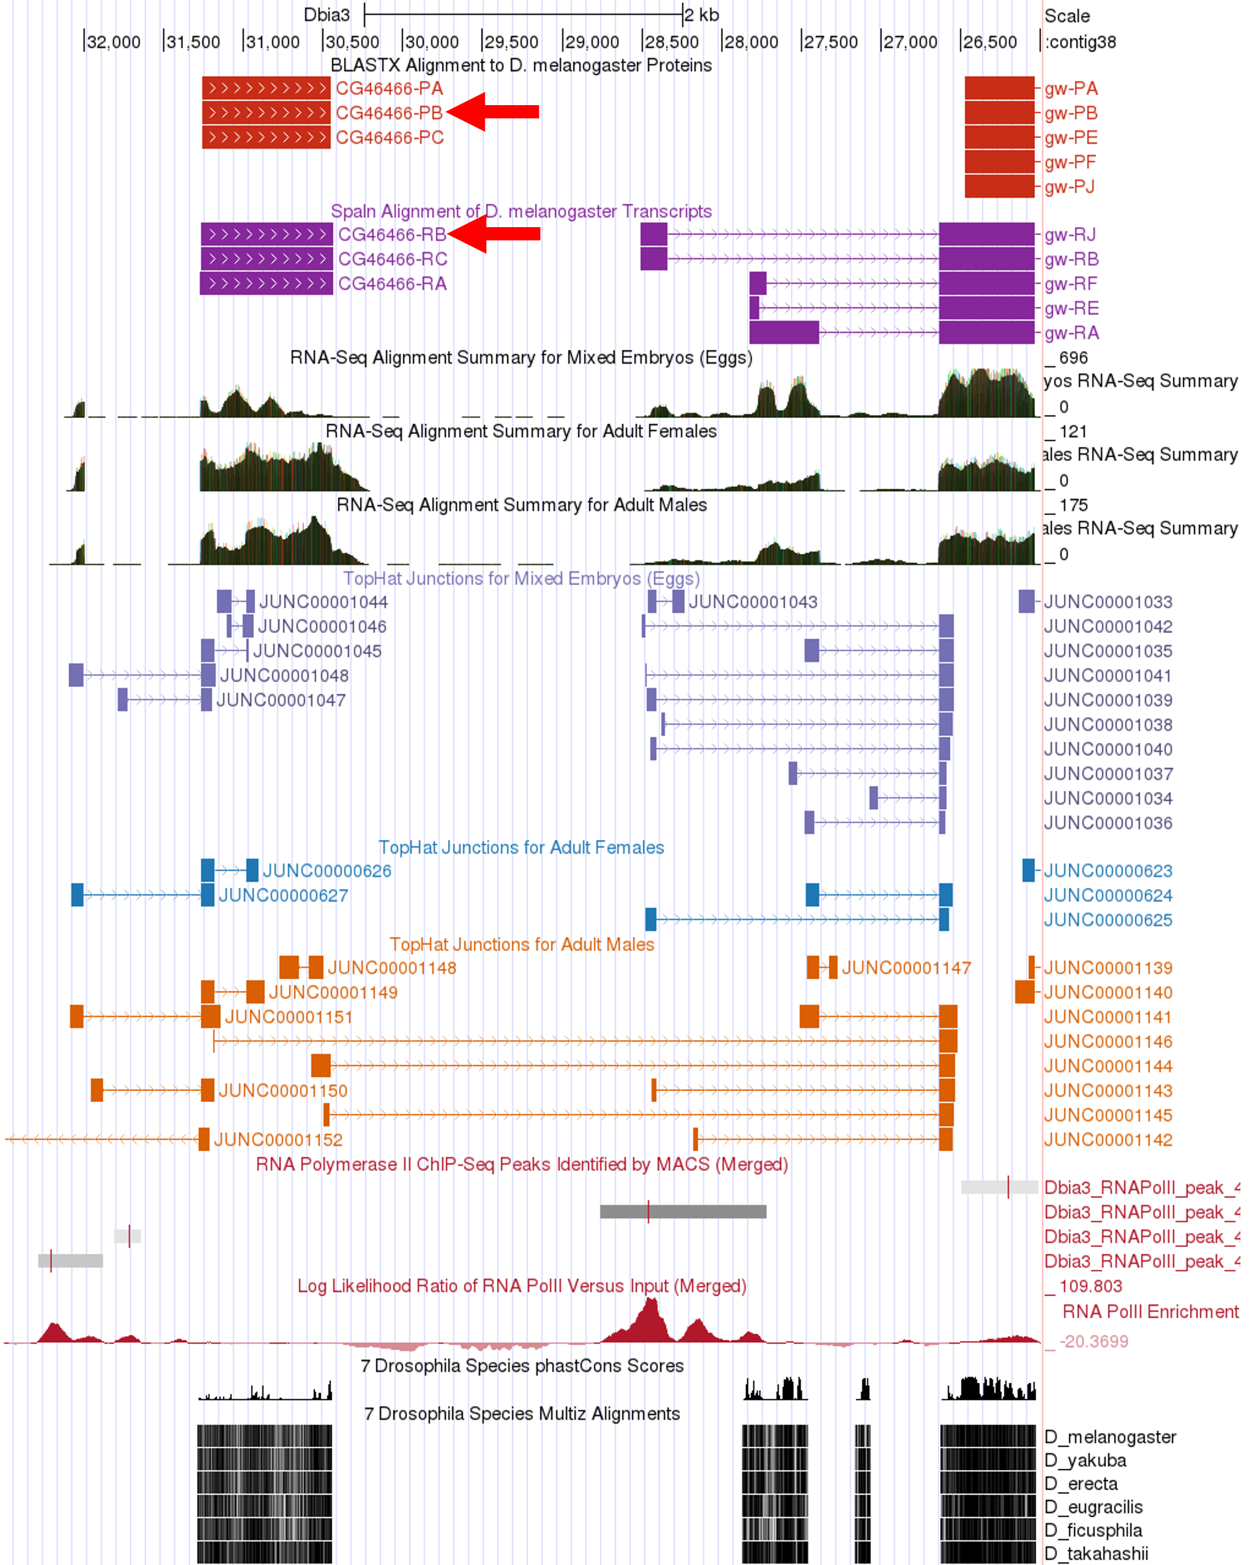 Dbia3 2 kb Scale
32,000 31,500 31,000 30,500 30,000 29,500 29,000 28,500 28,000 27,500 27,000 26,500 :contig38
BLASTX Alignment to D. melanogaster Proteins
CG46466-PA gw-PA
CG46466-PB gw-PB
CG46466-PC gw-PE
gw-PF
gw-PJ
Spaln Alignment of D. melanogaster Transcripts
CG46466-RB gw-RJ
CG46466-RC gw-RB
CG46466-RA gw-RF
gw-RE
gw-RA
RNA-Seq Alignment Summary for Mixed Embryos (Eggs) 696
yos RNA-Seq Summary
0
RNA-Seq Alignment Summary for Adult Females 121
ales RNA-Seq Summary
0
RNA-Seq Alignment Summary for Adult Males 175
ales RNA-Seq Summary
0
TopHat Junctions for Mixed Embryos (Eggs)
JUNC00001044 JUNC00001043 JUNC00001033
JUNC00001046 JUNC00001042
JUNC00001045 JUNC00001035
JUNC00001048 JUNC00001041
JUNC00001047 JUNC00001039
JUNC00001038
JUNC00001040
JUNC00001037
JUNC00001034
JUNC00001036
TopHat Junctions for Adult Females
JUNC00000626 JUNC00000623
JUNC00000627 JUNC00000624
JUNC00000625
TopHat Junctions for Adult Males
JUNC00001148 JUNC00001147 JUNC00001139
JUNC00001149 JUNC00001140
JUNC00001151 JUNC00001141
JUNC00001146
JUNC00001144
JUNC00001150 JUNC00001143
JUNC00001145
JUNC00001152 JUNC00001142
RNA Polymerase II ChIP-Seq Peaks Identified by MACS (Merged)
Dbia3_RNAPolII_peak_4
Dbia3_RNAPolII_peak_4
Dbia3_RNAPolII_peak_4
Dbia3_RNAPolII_peak_4
Log Likelihood Ratio of RNA PolII Versus Input (Merged) 109.803
RNA PolII Enrichment
-20.3699
7 Drosophila Species phastCons Scores
7 Drosophila Species Multiz Alignments
D_melanogaster
D_yakuba
D_erecta
D_eugracilis
D_ficusphila
D_takahashii